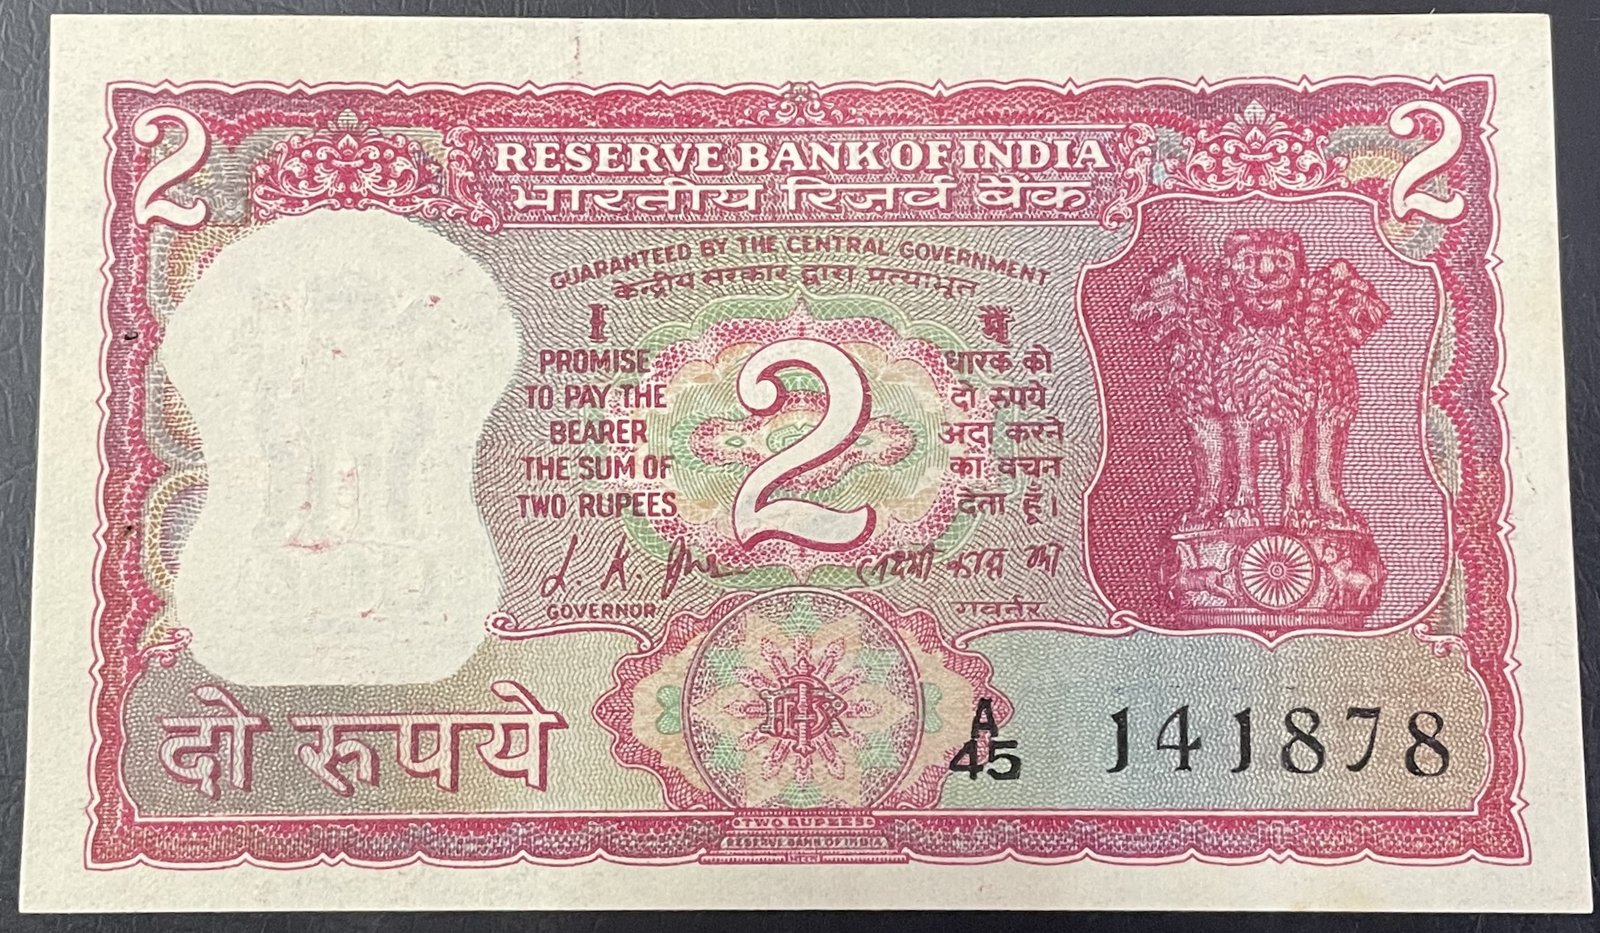 2
2
RESERVE BANK OF INDIA
भारतीय रिज़र्व बैंक
GUARANTEED BY THE CENTRAL GOVERNMENT
केन्द्रीय सरकार द्वारा प्रत्याभूत
I
PROMISE
TO PAY THE
BEARER
THE SUM OF
TWO RUPEES
2
मैं
धारक को
दो रुपये
अदा करने
का वचन
देता हूँ।
L. K. Jha
लक्ष्मी कान्त झा
GOVERNOR
गवर्नर
दो रुपये
A
45
141878
TWO RUPEES
RESERVE BANK OF INDIA